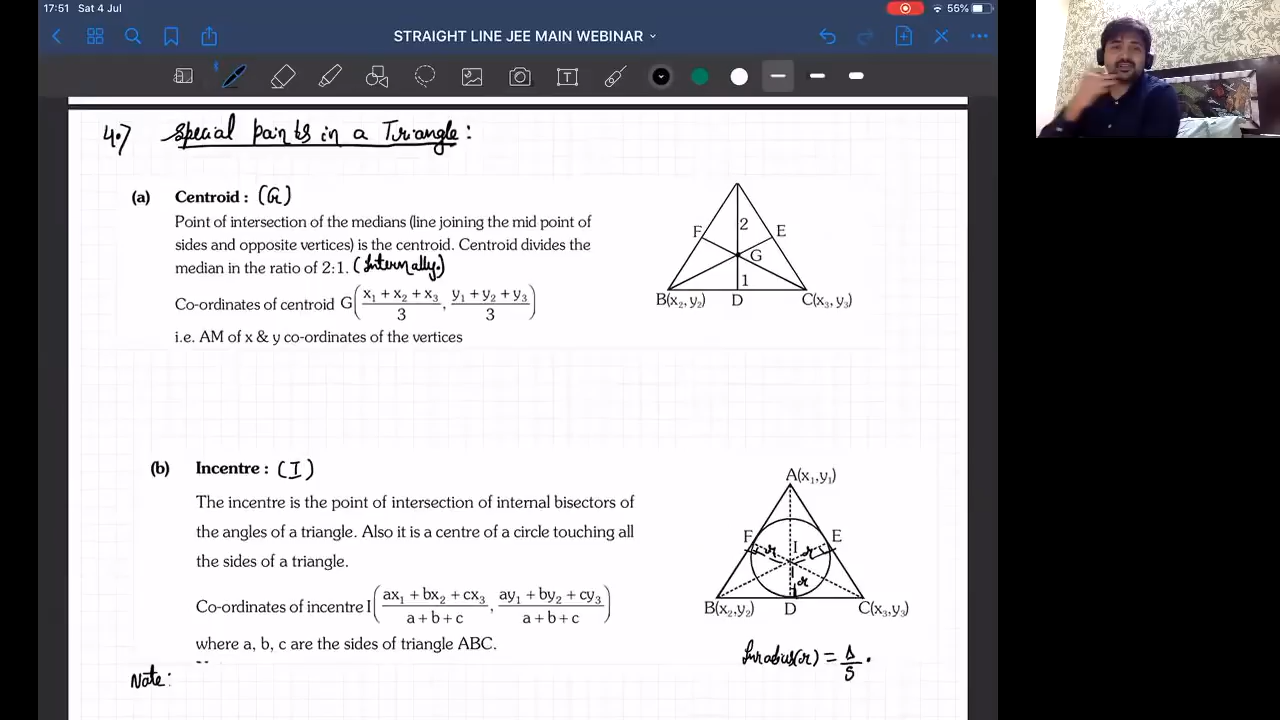 17:51 Sat 4 Jul
55%
STRAIGHT LINE JEE MAIN WEBINAR
4.7 Special Points in a Triangle :
(a) Centroid : (G)
Point of intersection of the medians (line joining the mid point of
sides and opposite vertices) is the centroid. Centroid divides the
median in the ratio of 2:1. (Internally.)
Co-ordinates of centroid G((x₁ + x₂ + x₃)/3, (y₁ + y₂ + y₃)/3)
i.e. AM of x & y co-ordinates of the vertices
F
2
E
G
1
B(x₂, y₂) D C(x₃, y₃)
(b) Incentre : (I)
The incentre is the point of intersection of internal bisectors of
the angles of a triangle. Also it is a centre of a circle touching all
the sides of a triangle.
Co-ordinates of incentre I((ax₁ + bx₂ + cx₃)/(a + b + c), (ay₁ + by₂ + cy₃)/(a + b + c))
where a, b, c are the sides of triangle ABC.
A(x₁, y₁)
F E
r I r
r
B(x₂, y₂) D C(x₃, y₃)
Inradius(r) = Δ/S .
Note: